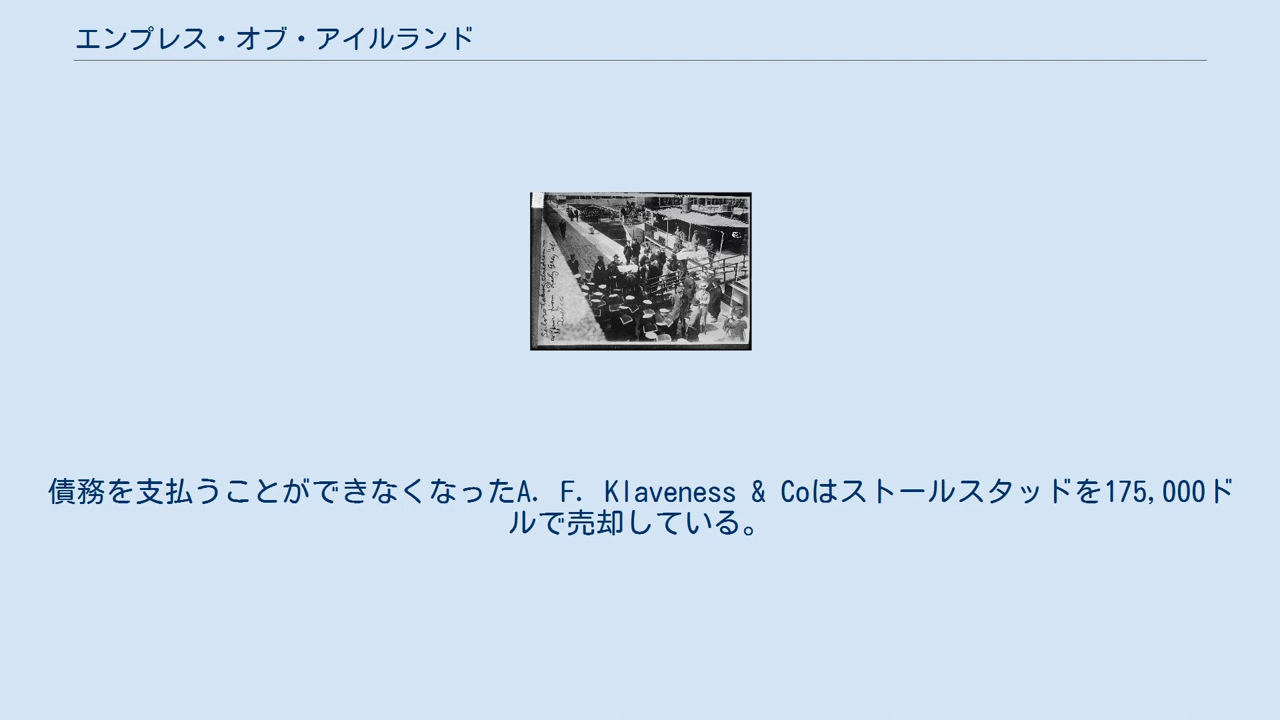 エンプレス・オブ・アイルランド
債務を支払うことができなくなったA. F. Klaveness & Coはストールスタッドを175,000ド
ルで売却している。